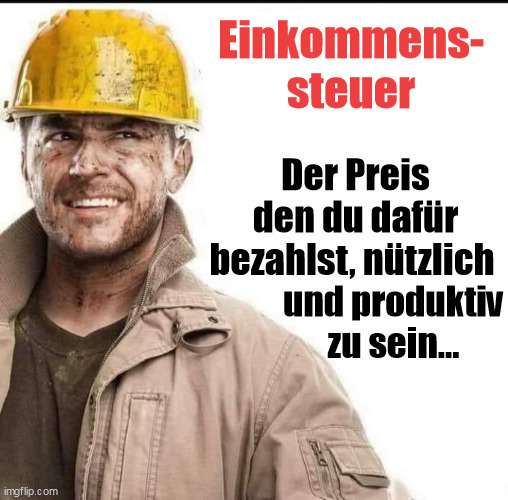 Einkommens-
steuer
Der Preis
den du dafür
bezahlst, nützlich
und produktiv
zu sein...
imgflip.com